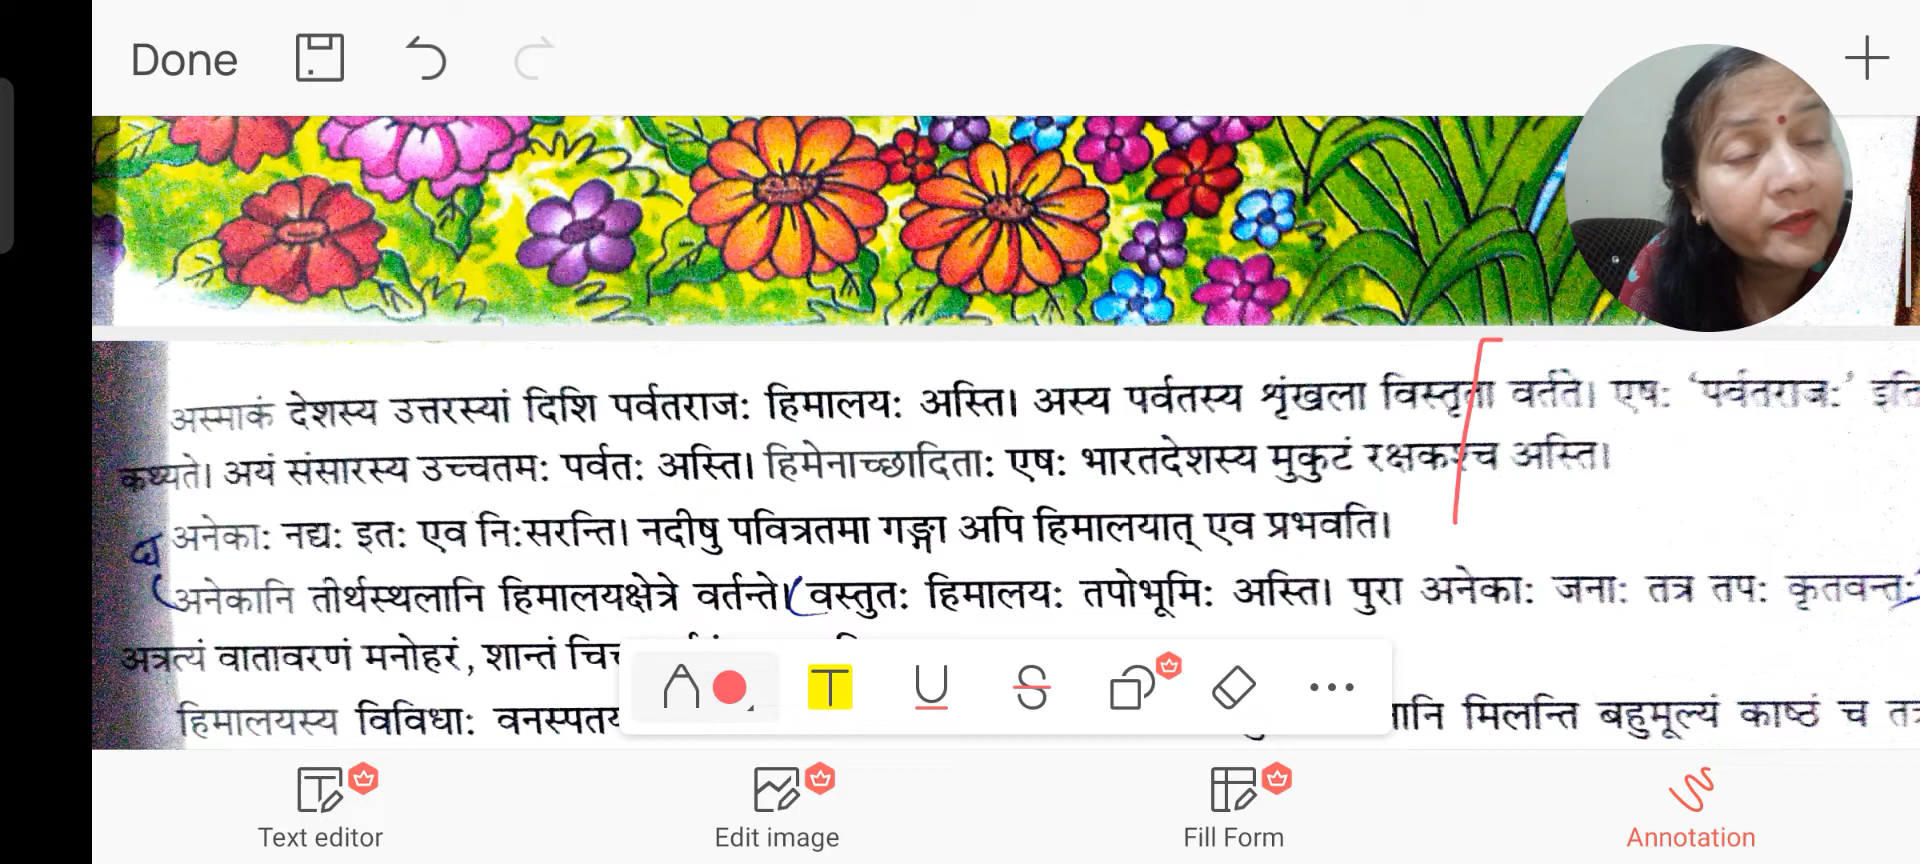 Done
अस्माकं देशस्य उत्तरस्यां दिशि पर्वतराजः हिमालयः अस्ति। अस्य पर्वतस्य शृंखला विस्तृता वर्तते। एषः ‘पर्वतराजः’ इति
कथ्यते। अयं संसारस्य उच्चतमः पर्वतः अस्ति। हिमेनाच्छादिताः एषः भारतदेशस्य मुकुटं रक्षकश्च अस्ति।
अनेकाः नद्यः इतः एव निःसरन्ति। नदीषु पवित्रतमा गङ्गा अपि हिमालयात् एव प्रभवति।
अनेकानि तीर्थस्थलानि हिमालयक्षेत्रे वर्तन्ते। वस्तुतः हिमालयः तपोभूमिः अस्ति। पुरा अनेकाः जनाः तत्र तपः कृतवन्तः
अत्रत्यं वातावरणं मनोहरं, शान्तं
हिमालयस्य विविधाः मिलन्ति बहुमूल्यं काष्ठं च
Text editor
Edit image
Fill Form
Annotation